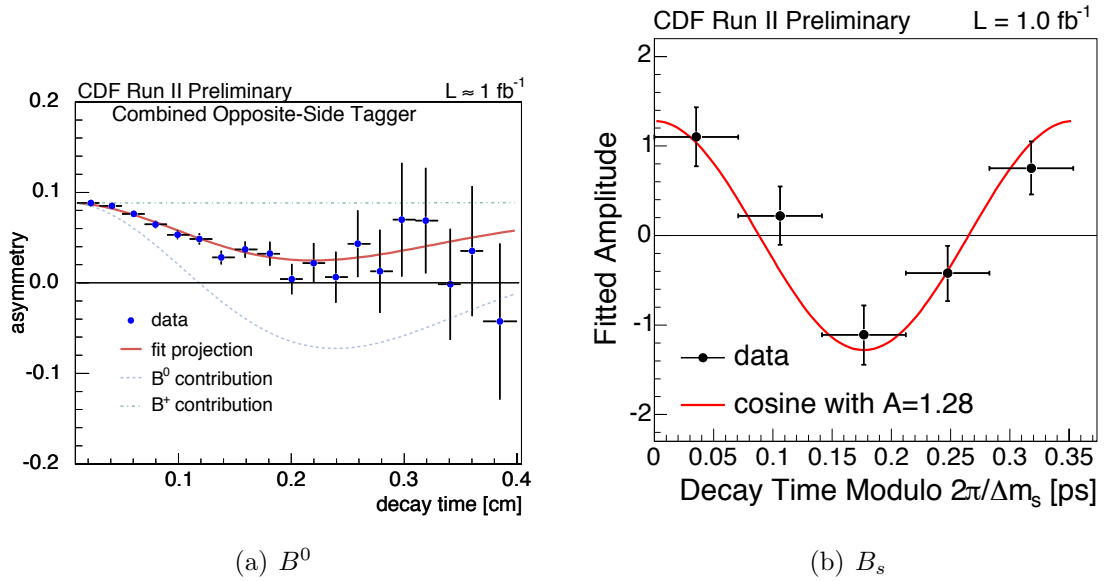 CDF Run II Preliminary L ≈ 1 fb⁻¹
Combined Opposite-Side Tagger
0.2
0.1
0.0
-0.1
-0.2
asymmetry
data
fit projection
B⁰ contribution
B⁺ contribution
0.1 0.2 0.3 0.4
decay time [cm]
(a) B⁰
CDF Run II Preliminary L = 1.0 fb⁻¹
2
1
0
-1
-2
Fitted Amplitude
data
cosine with A=1.28
0 0.05 0.1 0.15 0.2 0.25 0.3 0.35
Decay Time Modulo 2π/Δmₛ [ps]
(b) Bₛ